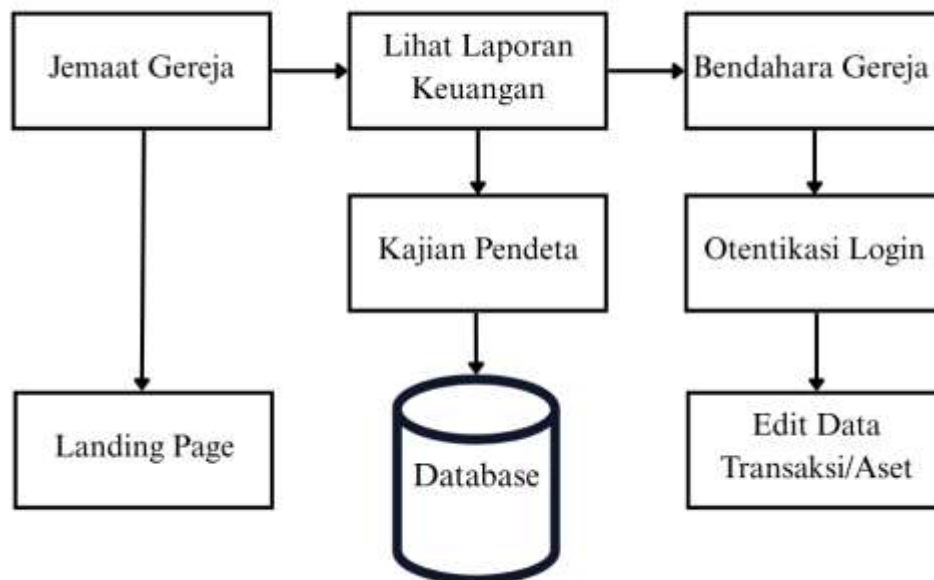 Jemaat Gereja
Lihat Laporan
Keuangan
Bendahara Gereja
Kajian Pendeta
Otentikasi Login
Landing Page
Database
Edit Data
Transaksi/Aset